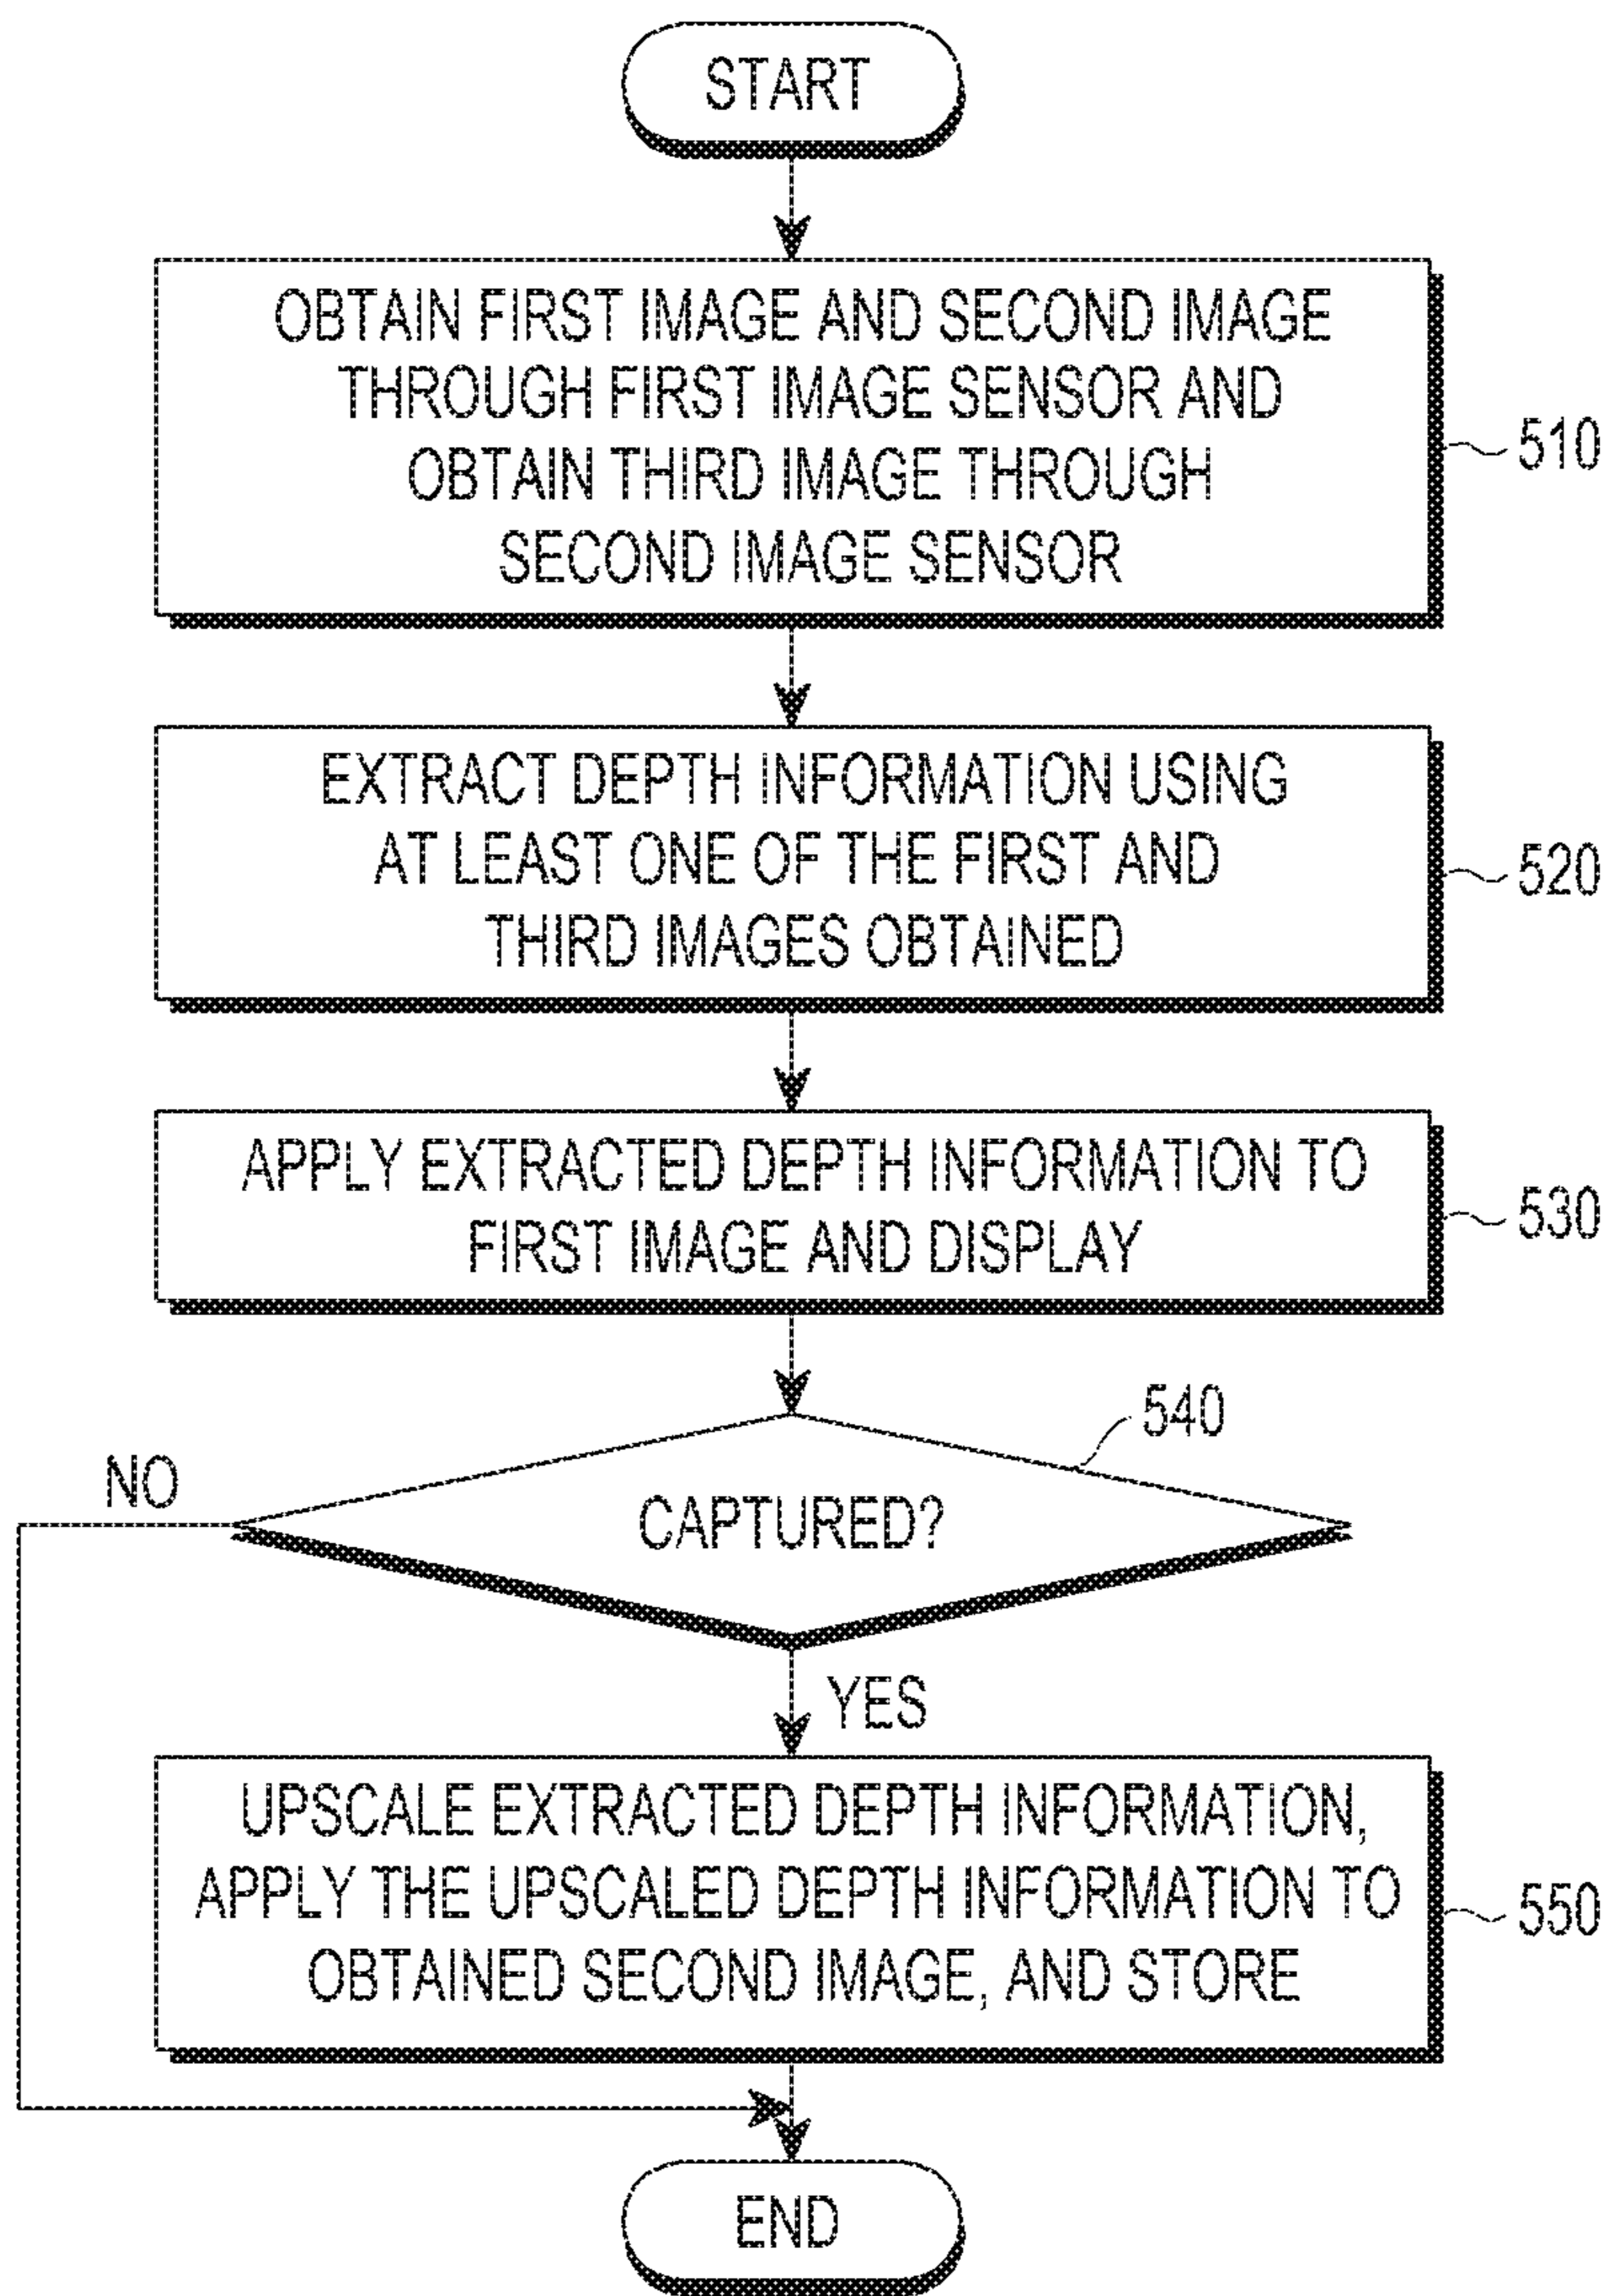 START
OBTAIN FIRST IMAGE AND SECOND IMAGE
THROUGH FIRST IMAGE SENSOR AND
OBTAIN THIRD IMAGE THROUGH
SECOND IMAGE SENSOR
510
EXTRACT DEPTH INFORMATION USING
AT LEAST ONE OF THE FIRST AND
THIRD IMAGES OBTAINED
520
APPLY EXTRACTED DEPTH INFORMATION TO
FIRST IMAGE AND DISPLAY
530
540
NO
CAPTURED?
YES
UPSCALE EXTRACTED DEPTH INFORMATION,
APPLY THE UPSCALED DEPTH INFORMATION TO
OBTAINED SECOND IMAGE, AND STORE
550
END